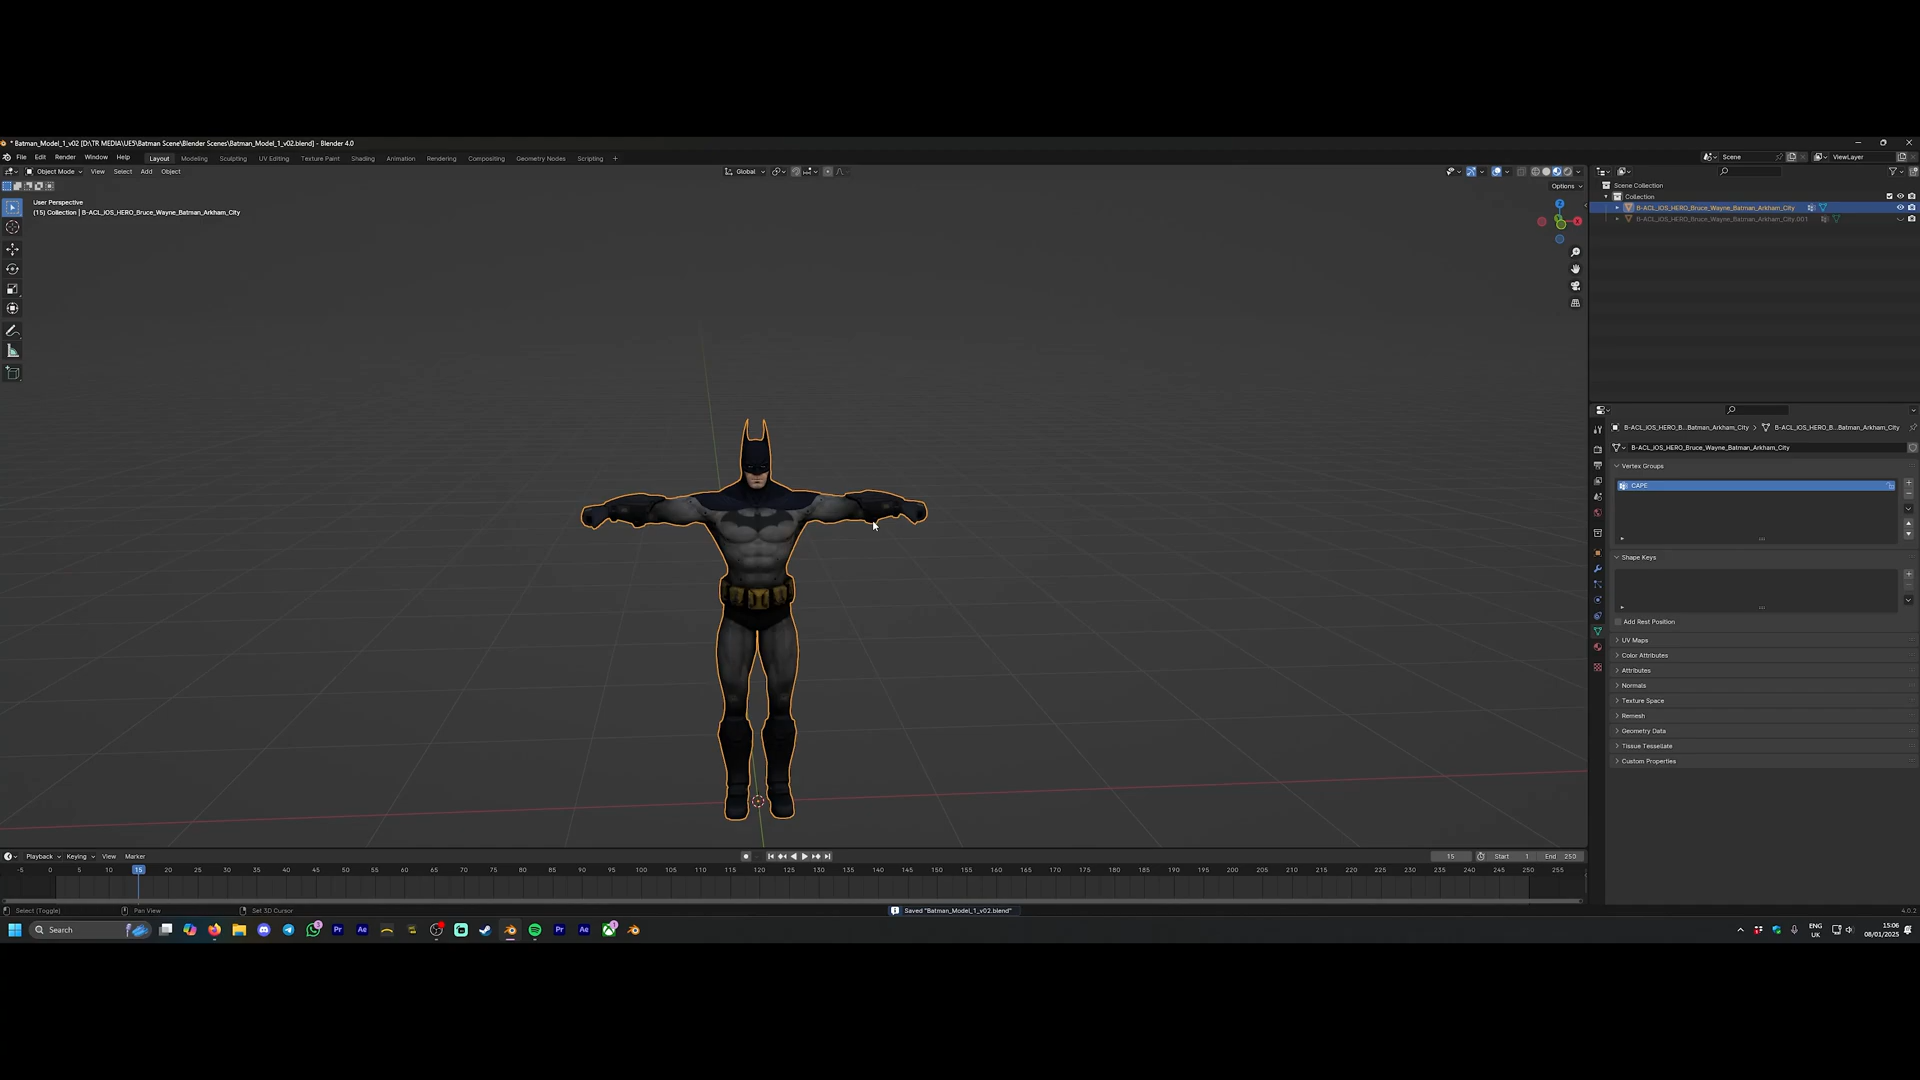 * Batman_Model_1_v02 [D:\TR MEDIA\UE5\Batman Scene\Blender Scenes\Batman_Model_1_v02.blend] - Blender 4.0
File Edit Render Window Help Layout Modeling Sculpting UV Editing Texture Paint Shading Animation Rendering Compositing Geometry Nodes Scripting + Scene ViewLayer
Object Mode View Select Add Object Global
Options
User Perspective
(15) Collection | B-ACL_iOS_HERO_Bruce_Wayne_Batman_Arkham_City
Scene Collection
Collection
B-ACL_iOS_HERO_Bruce_Wayne_Batman_Arkham_City
B-ACL_iOS_HERO_Bruce_Wayne_Batman_Arkham_City.001
Z
X
B-ACL_iOS_HERO_B...Batman_Arkham_City > B-ACL_iOS_HERO_B...Batman_Arkham_City
B-ACL_iOS_HERO_Bruce_Wayne_Batman_Arkham_City
Vertex Groups
CAPE
Shape Keys
Add Rest Position
UV Maps
Color Attributes
Attributes
Normals
Texture Space
Remesh
Geometry Data
Tissue Tessellate
Custom Properties
Playback Keying View Marker 15 Start 1 End 250
-5 0 5 10 15 20 25 30 35 40 45 50 55 60 65 70 75 80 85 90 95 100 105 110 115 120 125 130 135 140 145 150 155 160 165 170 175 180 185 190 195 200 205 210 215 220 225 230 235 240 245 250 255
Select (Toggle) Pan View Set 3D Cursor Saved "Batman_Model_1_v02.blend" 4.0.2
Search Pr Ae Pr Ae ENG UK 15:06 08/01/2025